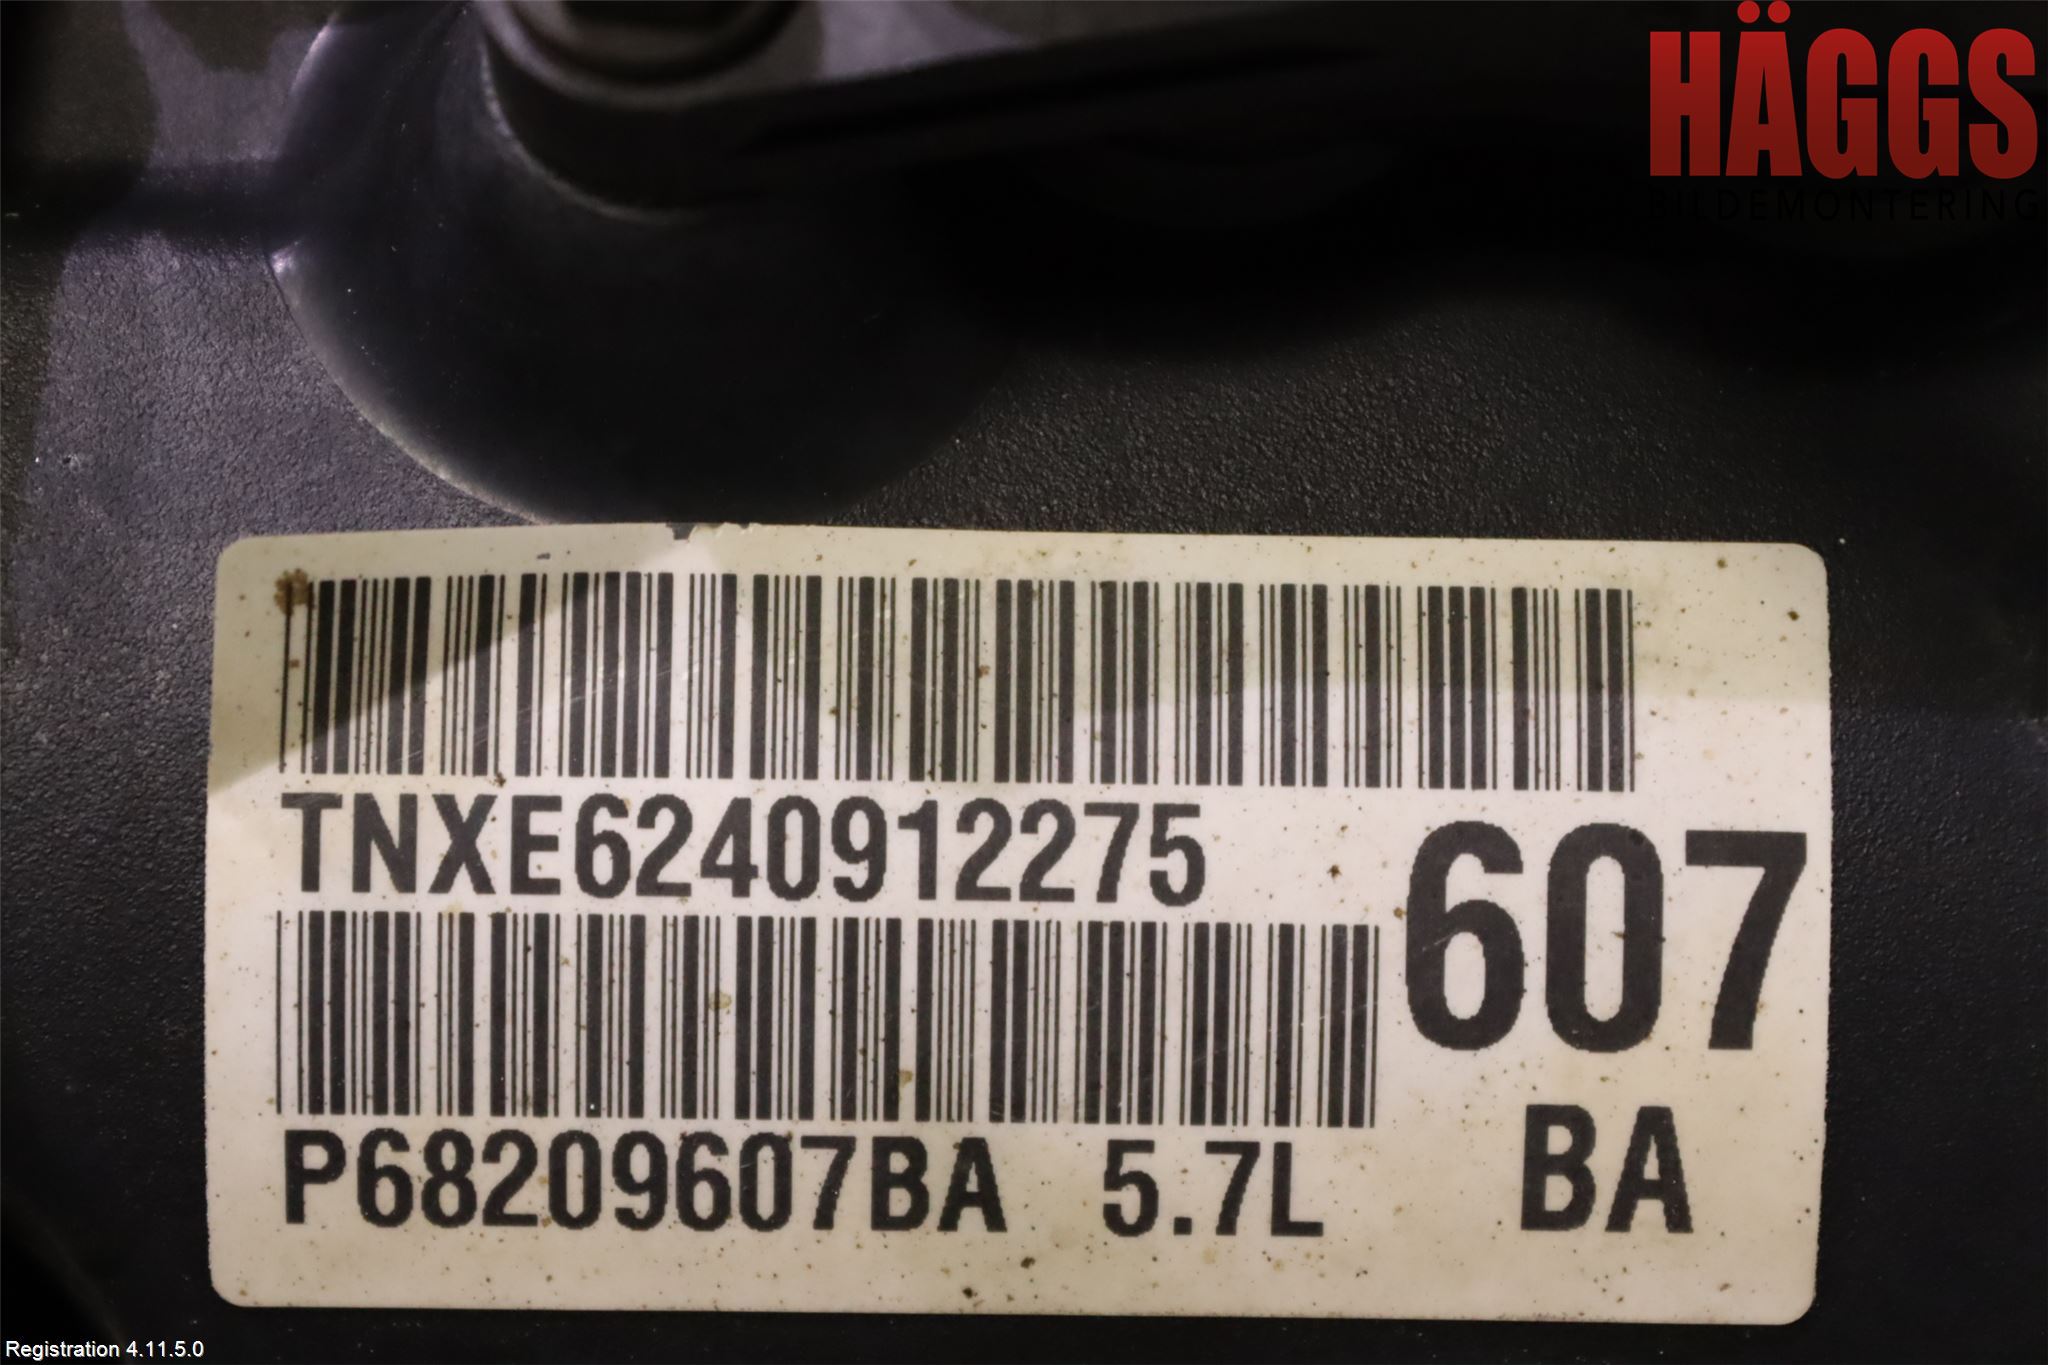 HÄGGS
BILDEMONTERING
TNXE6240912275
607
P68209607BA 5.7L
BA
Registration 4.11.5.0